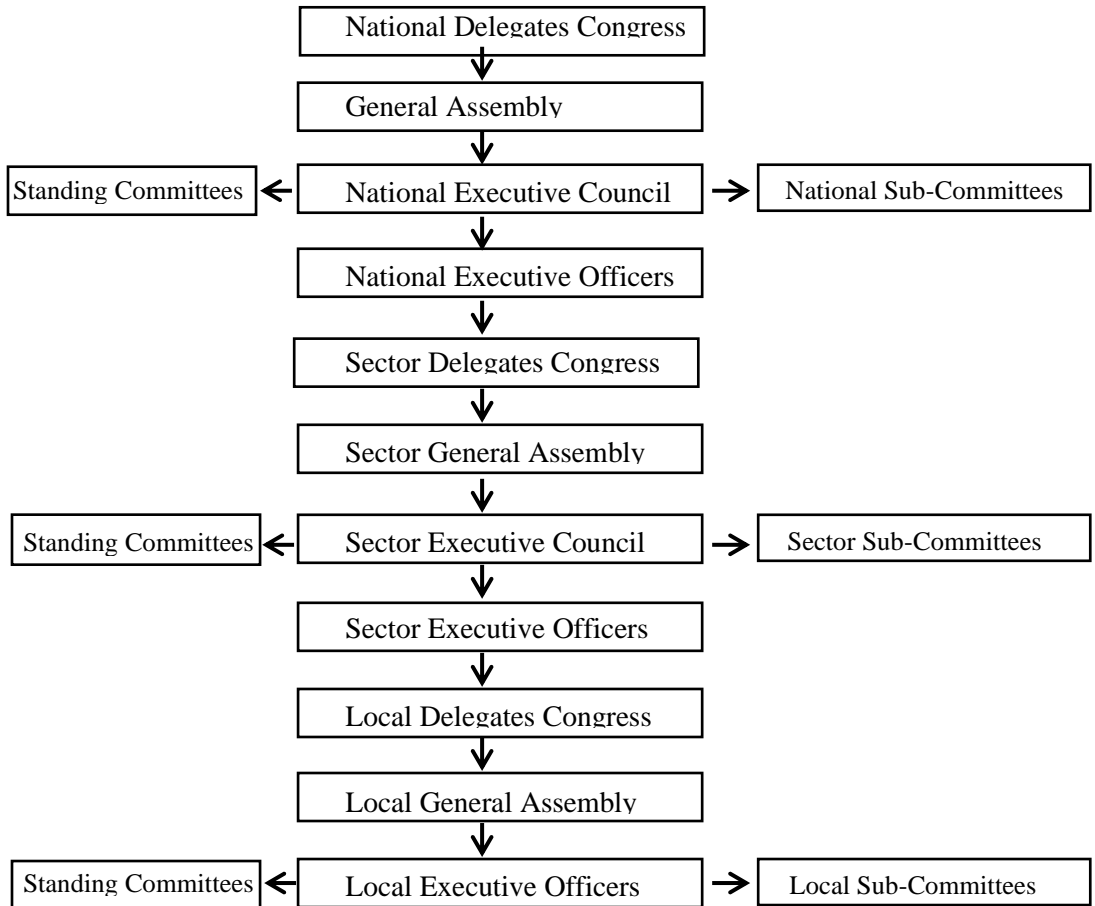 National Delegates Congress
General Assembly
Standing Committees
National Executive Council
National Sub-Committees
National Executive Officers
Sector Delegates Congress
Sector General Assembly
Standing Committees
Sector Executive Council
Sector Sub-Committees
Sector Executive Officers
Local Delegates Congress
Local General Assembly
Standing Committees
Local Executive Officers
Local Sub-Committees